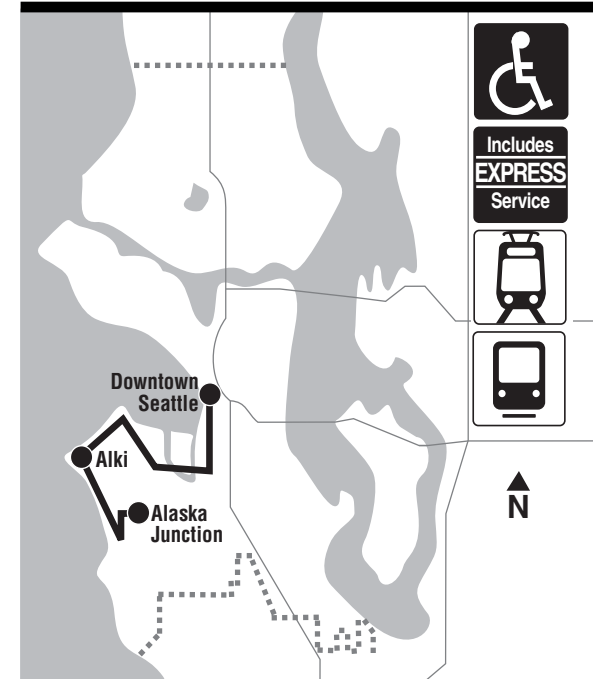 Includes
EXPRESS
Service
Downtown
Seattle
Alki
Alaska
Junction
N